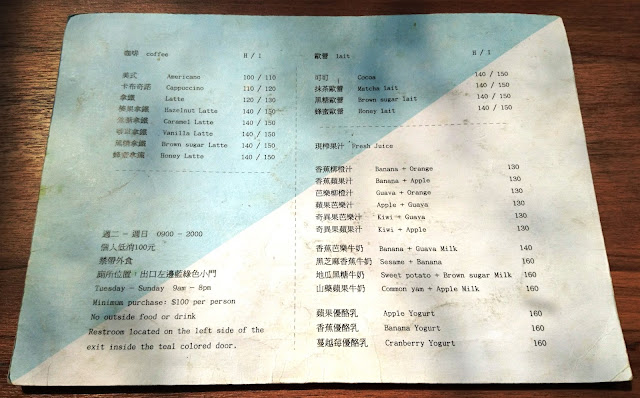 咖啡 coffee H / I
美式 Americano 100 / 110
卡布奇諾 Cappuccino 110 / 120
拿鐵 Latte 120 / 130
榛果拿鐵 Hazelnut Latte 140 / 150
焦糖拿鐵 Caramel Latte 140 / 150
香草拿鐵 Vanilla Latte 140 / 150
黑糖拿鐵 Brown sugar Latte 140 / 150
蜂蜜拿鐵 Honey Latte 140 / 150
週二 - 週日 0900 - 2000
個人低消100元
禁帶外食
廁所位置：出口左邊藍綠色小門
Tuesday - Sunday 9am - 8pm
Minimum purchase: $100 per person
No outside food or drink
Restroom located on the left side of the
exit inside the teal colored door.
歐蕾 lait H / I
可可 Cocoa 140 / 150
抹茶歐蕾 Matcha lait 140 / 150
黑糖歐蕾 Brown sugar lait 140 / 150
蜂蜜歐蕾 Honey lait 140 / 150
現榨果汁 Fresh Juice
香蕉柳橙汁 Banana + Orange 130
香蕉蘋果汁 Banana + Apple 130
芭樂柳橙汁 Guava + Orange 130
蘋果芭樂汁 Apple + Guava 130
奇異芭樂汁 Kiwi + Guava 130
奇異果蘋果汁 Kiwi + Apple 130
香蕉芭樂牛奶 Banana + Guava Milk 140
黑芝麻香蕉牛奶 Sesame + Banana 160
地瓜黑糖牛奶 Sweet potato + Brown sugar Milk 160
山藥蘋果牛奶 Common yam + Apple Milk 160
蘋果優酪乳 Apple Yogurt 160
香蕉優酪乳 Banana Yogurt 160
蔓越莓優酪乳 Cranberry Yogurt 160